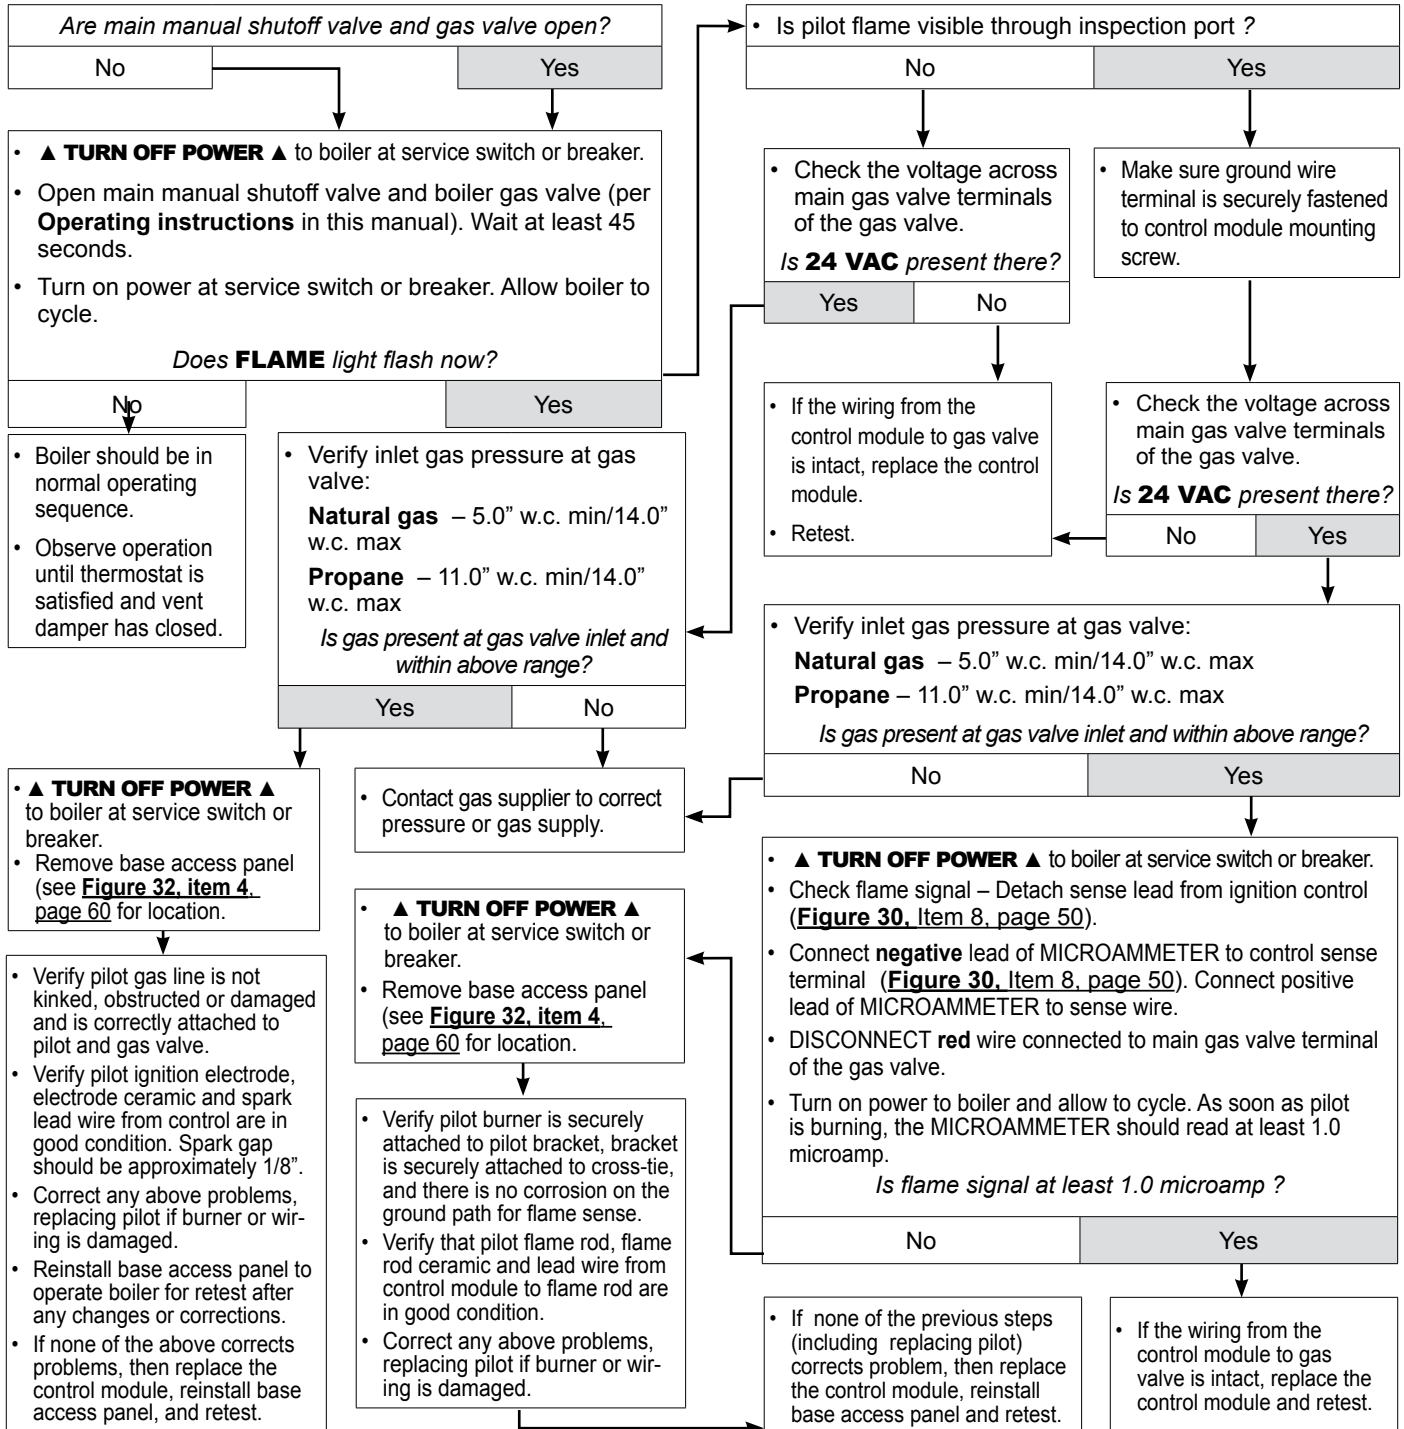 Are main manual shutoff valve and gas valve open?
No
Yes
• ▲ TURN OFF POWER ▲ to boiler at service switch or breaker.
• Open main manual shutoff valve and boiler gas valve (per
Operating instructions in this manual). Wait at least 45
seconds.
• Turn on power at service switch or breaker. Allow boiler to
cycle.
Does FLAME light flash now?
No
Yes
• Boiler should be in
normal operating
sequence.
• Observe operation
until thermostat is
satisfied and vent
damper has closed.
• Verify inlet gas pressure at gas
valve:
Natural gas – 5.0” w.c. min/14.0”
w.c. max
Propane – 11.0” w.c. min/14.0”
w.c. max
Is gas present at gas valve inlet and
within above range?
Yes
No
• ▲ TURN OFF POWER ▲
to boiler at service switch or
breaker.
• Remove base access panel
(see Figure 32, item 4,
page 60 for location.
• Verify pilot gas line is not
kinked, obstructed or damaged
and is correctly attached to
pilot and gas valve.
• Verify pilot ignition electrode,
electrode ceramic and spark
lead wire from control are in
good condition. Spark gap
should be approximately 1/8”.
• Correct any above problems,
replacing pilot if burner or wir-
ing is damaged.
• Reinstall base access panel to
operate boiler for retest after
any changes or corrections.
• If none of the above corrects
problems, then replace the
control module, reinstall base
access panel, and retest.
• Contact gas supplier to correct
pressure or gas supply.
• ▲ TURN OFF POWER ▲
to boiler at service switch or
breaker.
• Remove base access panel
(see Figure 32, item 4,
page 60 for location.
• Verify pilot burner is securely
attached to pilot bracket, bracket
is securely attached to cross-tie,
and there is no corrosion on the
ground path for flame sense.
• Verify that pilot flame rod, flame
rod ceramic and lead wire from
control module to flame rod are
in good condition.
• Correct any above problems,
replacing pilot if burner or wir-
ing is damaged.
• Is pilot flame visible through inspection port ?
No
Yes
• Check the voltage across
main gas valve terminals
of the gas valve.
Is 24 VAC present there?
Yes
No
• Make sure ground wire
terminal is securely fastened
to control module mounting
screw.
• If the wiring from the
control module to gas valve
is intact, replace the control
module.
• Retest.
• Check the voltage across
main gas valve terminals
of the gas valve.
Is 24 VAC present there?
No
Yes
• Verify inlet gas pressure at gas valve:
Natural gas – 5.0” w.c. min/14.0” w.c. max
Propane – 11.0” w.c. min/14.0” w.c. max
Is gas present at gas valve inlet and within above range?
No
Yes
• ▲ TURN OFF POWER ▲ to boiler at service switch or breaker.
• Check flame signal – Detach sense lead from ignition control
(Figure 30, Item 8, page 50).
• Connect negative lead of MICROAMMETER to control sense
terminal (Figure 30, Item 8, page 50). Connect positive
lead of MICROAMMETER to sense wire.
• DISCONNECT red wire connected to main gas valve terminal
of the gas valve.
• Turn on power to boiler and allow to cycle. As soon as pilot
is burning, the MICROAMMETER should read at least 1.0
microamp.
Is flame signal at least 1.0 microamp ?
No
Yes
• If none of the previous steps
(including replacing pilot)
corrects problem, then replace
the control module, reinstall
base access panel and retest.
• If the wiring from the
control module to gas
valve is intact, replace the
control module and retest.